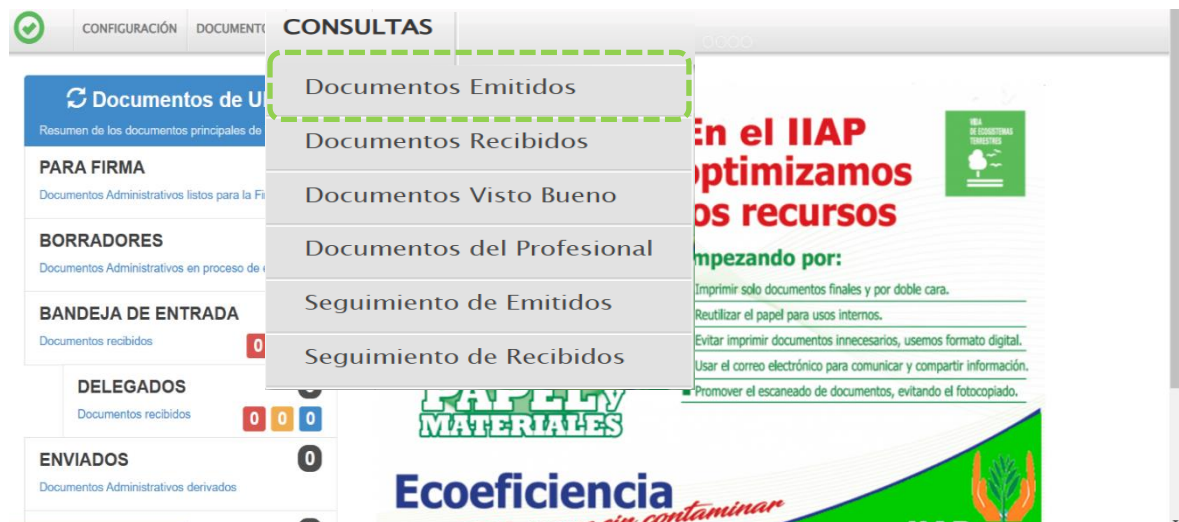 CONFIGURACIÓN DOCUMENTO
CONSULTAS
Documentos Emitidos
Documentos Recibidos
Documentos Visto Bueno
Documentos del Profesional
Seguimiento de Emitidos
Seguimiento de Recibidos
Documentos de U
Resumen de los documentos principales de
PARA FIRMA
Documentos Administrativos listos para la Fi
BORRADORES
Documentos Administrativos en proceso de
BANDEJA DE ENTRADA
Documentos recibidos 0
DELEGADOS
Documentos recibidos 0 0 0
ENVIADOS 0
Documentos Administrativos derivados
En el IIAP
optimizamos
os recursos
VIDA
DE ECOSISTEMAS
TERRESTRES
mpezando por:
Imprimir solo documentos finales y por doble cara.
Reutilizar el papel para usos internos.
Evitar imprimir documentos innecesarios, usemos formato digital.
Usar el correo electrónico para comunicar y compartir información.
Promover el escaneado de documentos, evitando el fotocopiado.
PAPEL y
MATERIALES
Ecoeficiencia
sin contaminar